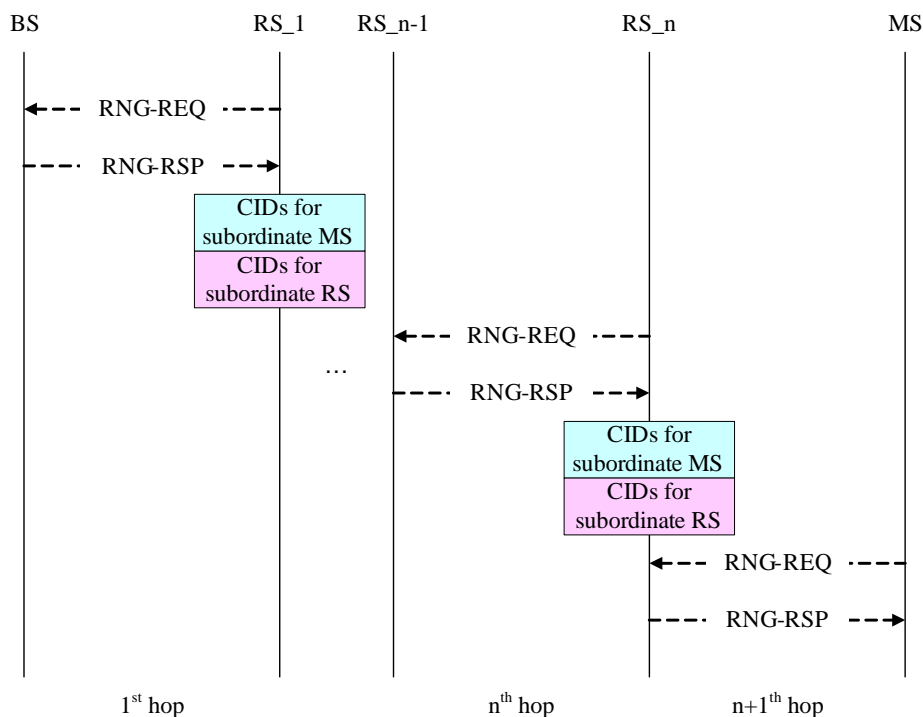 BS RS_1 RS_n-1 RS_n MS
RNG-REQ
RNG-RSP
CIDs for
subordinate MS
CIDs for
subordinate RS
RNG-REQ
…
RNG-RSP
CIDs for
subordinate MS
CIDs for
subordinate RS
RNG-REQ
RNG-RSP
1st hop nth hop n+1th hop